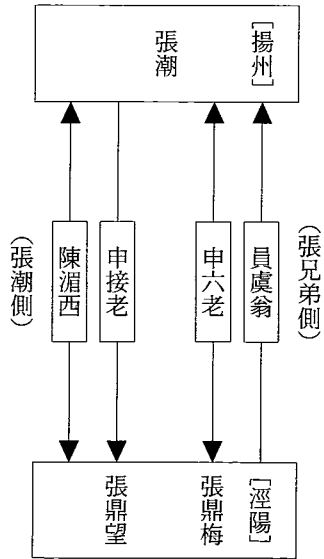 ［揚州］
張潮
（張兄弟側）
員虞翁
申六老
申接老
陳湄西
（張潮側）
［涇陽］
張鼎梅
張鼎望